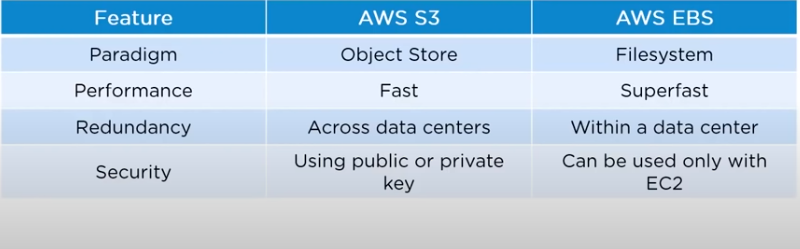 Feature AWS S3 AWS EBS
Paradigm Object Store Filesystem
Performance Fast Superfast
Redundancy Across data centers Within a data center
Security Using public or private key Can be used only with EC2